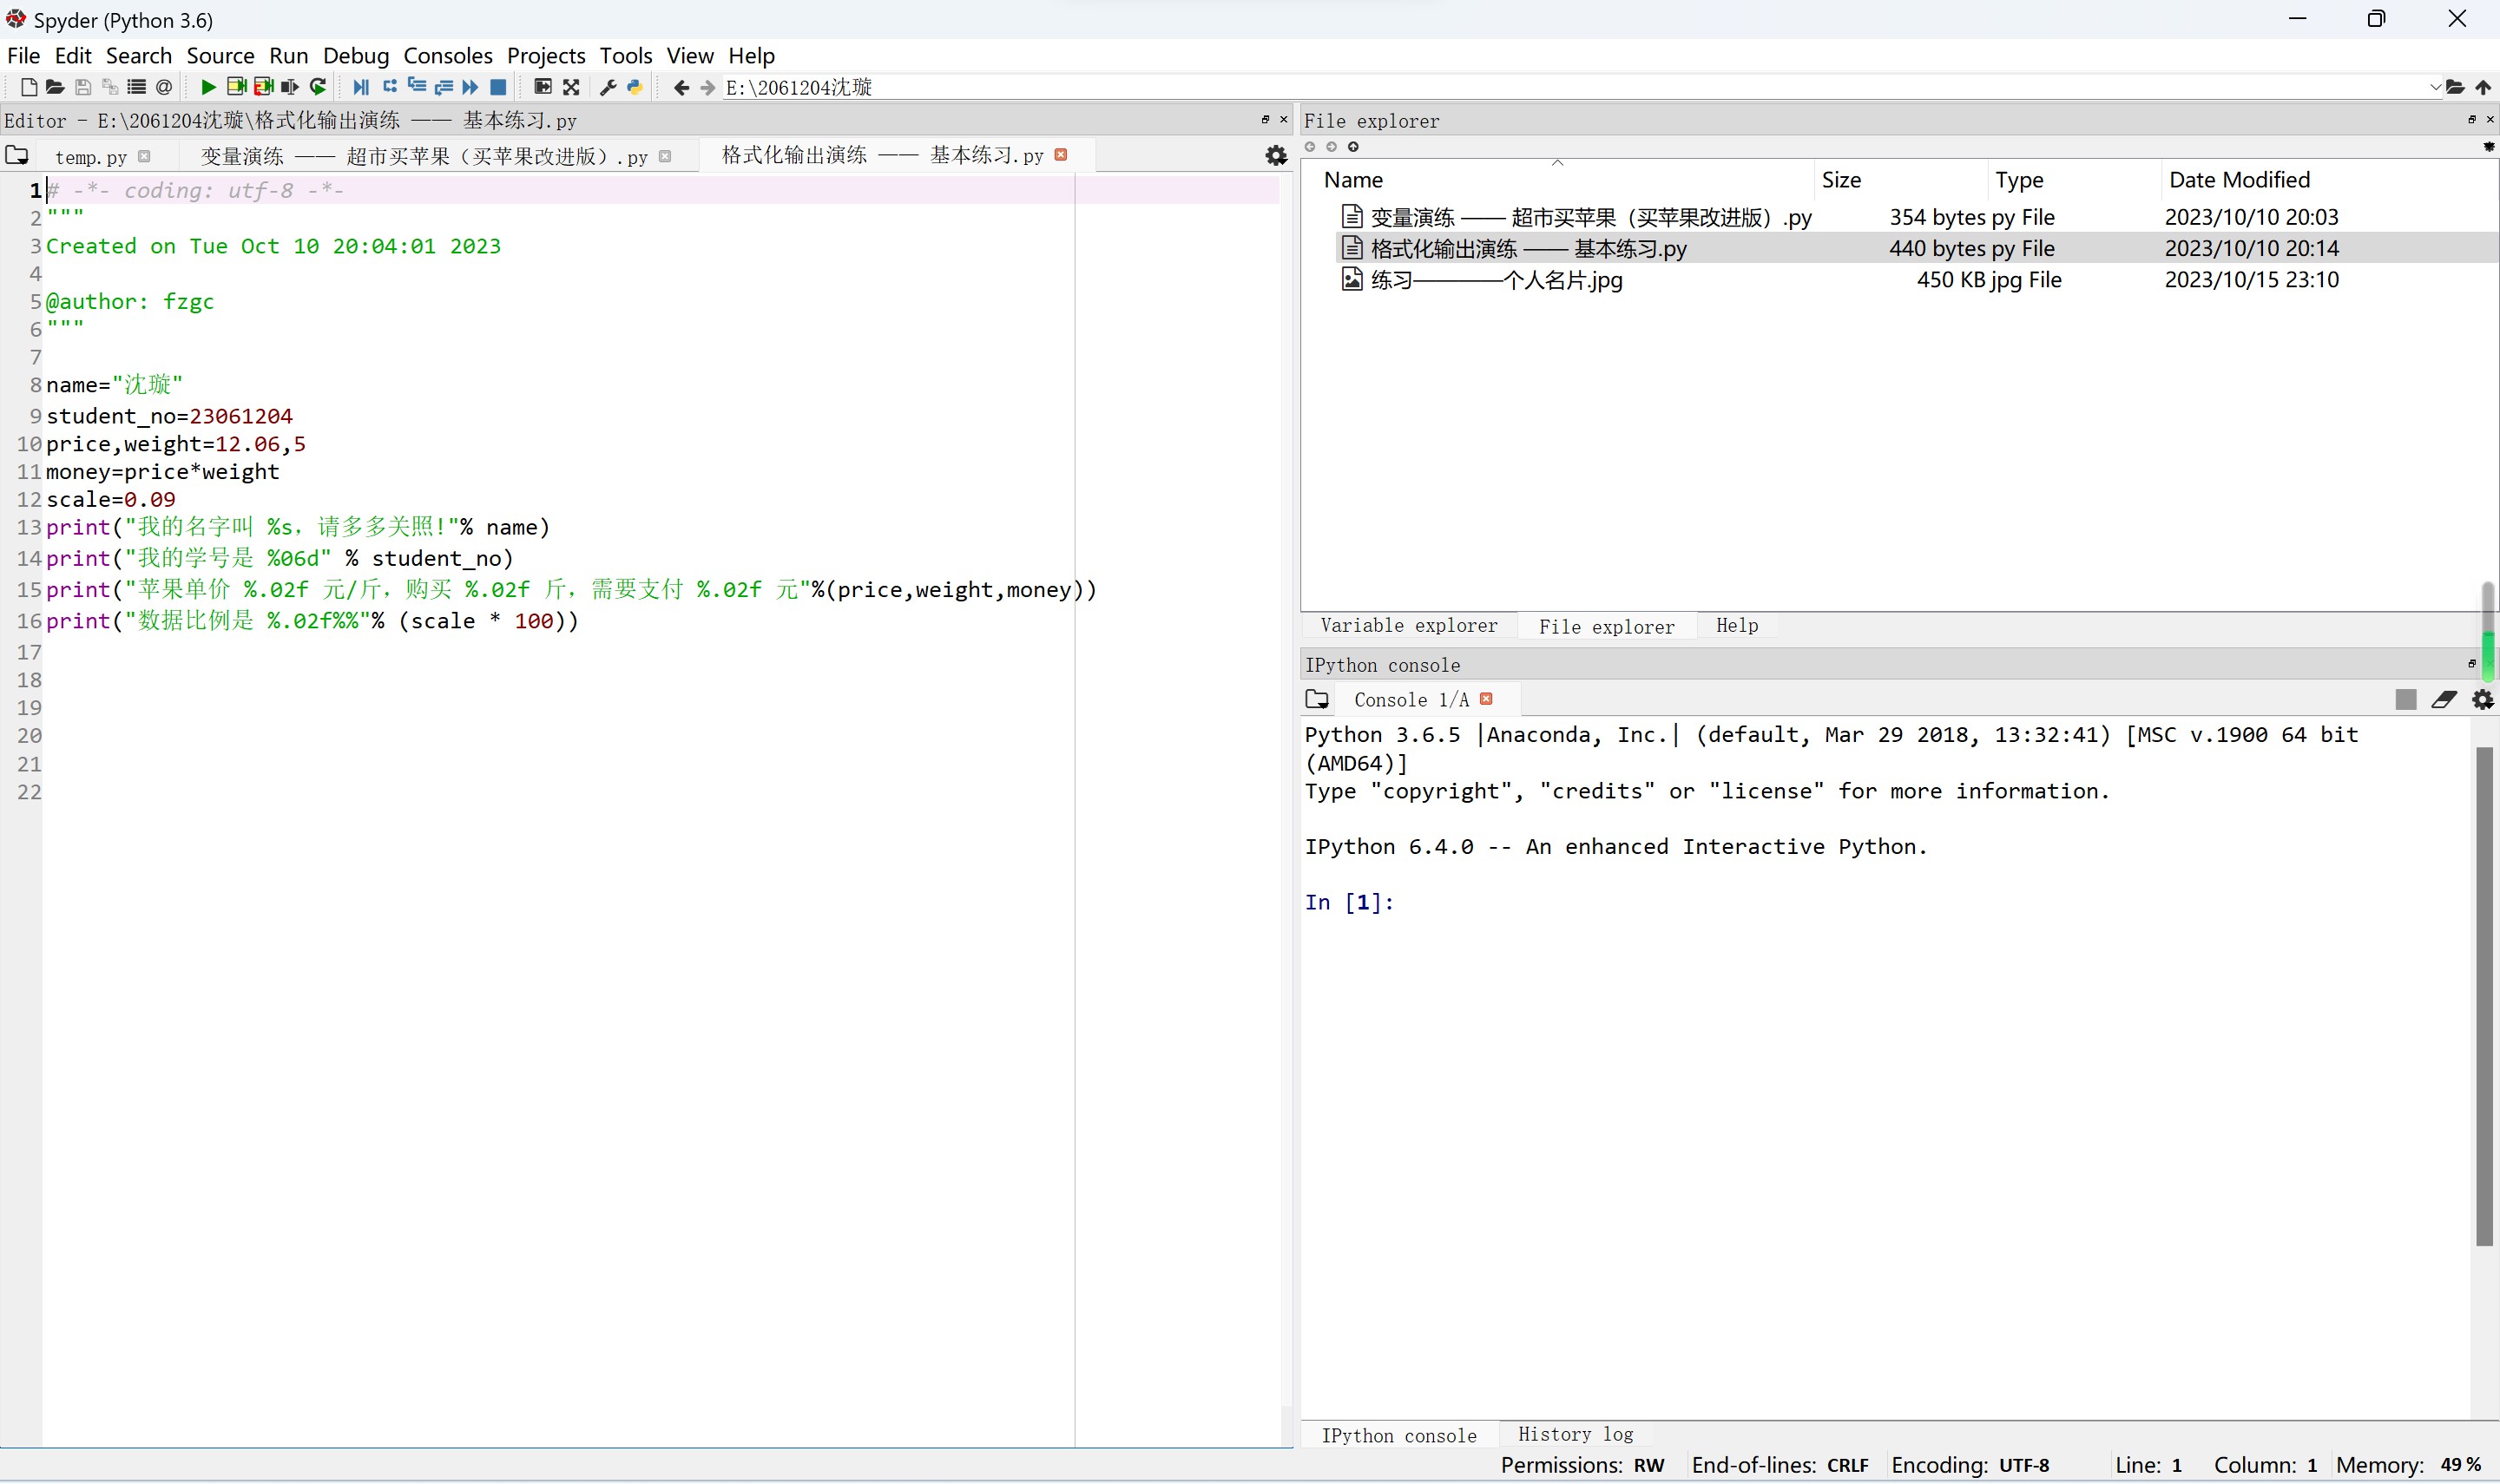 Spyder (Python 3.6)
File Edit Search Source Run Debug Consoles Projects Tools View Help
E:\2061204沈璇
Editor - E:\2061204沈璇\格式化输出演练 —— 基本练习.py
temp.py 变量演练 —— 超市买苹果（买苹果改进版）.py 格式化输出演练 —— 基本练习.py
1 # -*- coding: utf-8 -*-
2 """
3 Created on Tue Oct 10 20:04:01 2023
4
5 @author: fzgc
6 """
7
8 name="沈璇"
9 student_no=23061204
10 price,weight=12.06,5
11 money=price*weight
12 scale=0.09
13 print("我的名字叫 %s，请多多关照!"% name)
14 print("我的学号是 %06d" % student_no)
15 print("苹果单价 %.02f 元/斤，购买 %.02f 斤，需要支付 %.02f 元"%(price,weight,money))
16 print("数据比例是 %.02f%%"% (scale * 100))
17
18
19
20
21
22
File explorer
Name Size Type Date Modified
变量演练 —— 超市买苹果（买苹果改进版）.py 354 bytes py File 2023/10/10 20:03
格式化输出演练 —— 基本练习.py 440 bytes py File 2023/10/10 20:14
练习————个人名片.jpg 450 KB jpg File 2023/10/15 23:10
Variable explorer File explorer Help
IPython console
Console 1/A
Python 3.6.5 |Anaconda, Inc.| (default, Mar 29 2018, 13:32:41) [MSC v.1900 64 bit
(AMD64)]
Type "copyright", "credits" or "license" for more information.
IPython 6.4.0 -- An enhanced Interactive Python.
In [1]:
IPython console History log
Permissions: RW End-of-lines: CRLF Encoding: UTF-8 Line: 1 Column: 1 Memory: 49 %